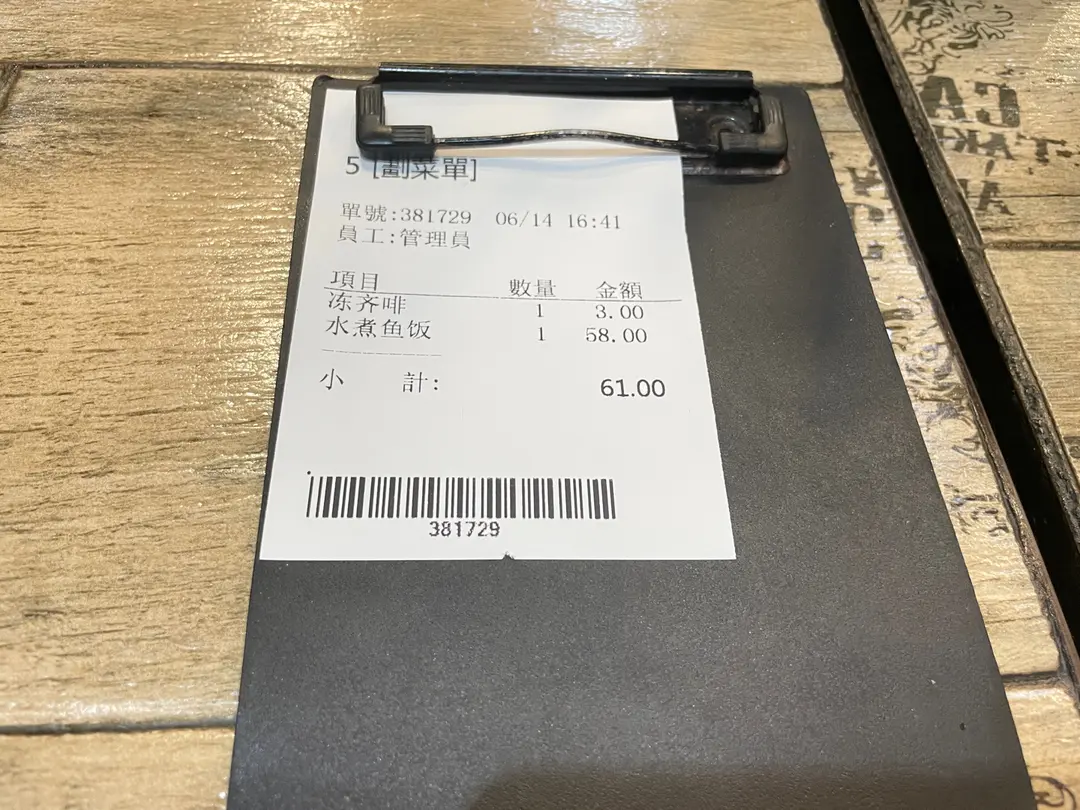 5 [劃菜單]
單號:381729 06/14 16:41
員工:管理員
項目 數量 金額
冻齐啡 1 3.00
水煮鱼饭 1 58.00
小 計: 61.00
381729